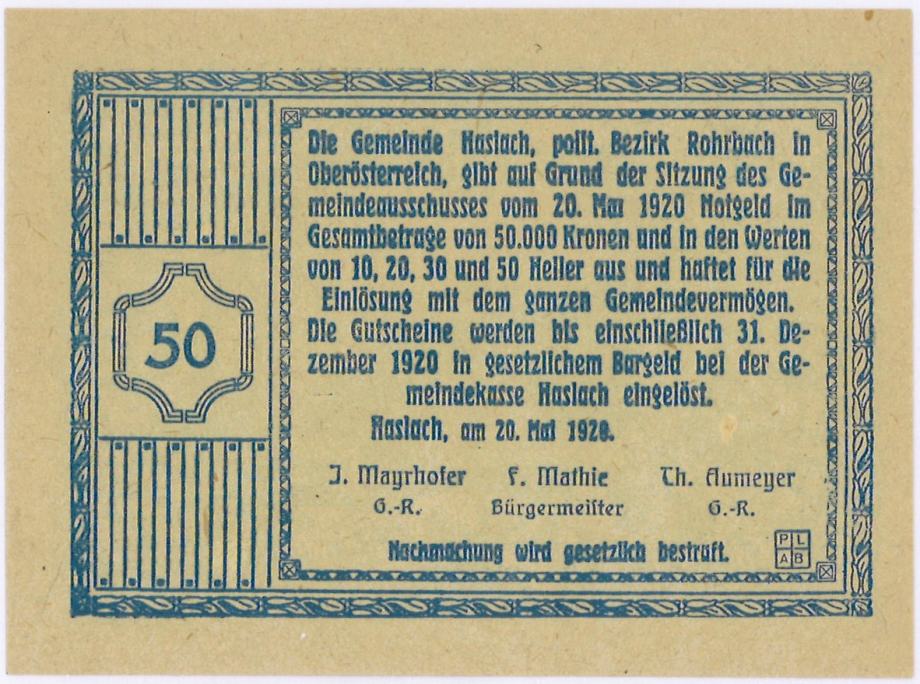 Die Gemeinde Haslach, polit. Bezirk Rohrbach in
Oberösterreich, gibt auf Grund der Sitzung des Ge-
meindeausschusses vom 20. Mai 1920 Notgeld im
Gesamtbetrage von 50.000 Kronen und in den Werten
von 10, 20, 30 und 50 Heller aus und haftet für die
Einlösung mit dem ganzen Gemeindevermögen.
Die Gutscheine werden bis einschließlich 31. De-
zember 1920 in gesetzlichem Bargeld bei der Ge-
meindekasse Haslach eingelöst.
Haslach, am 20. Mai 1920.
J. Mayrhofer F. Mathie Th. Aumeyer
G.-R. Bürgermeister G.-R.
Nachmachung wird gesetzlich bestraft.
50
P L
A B